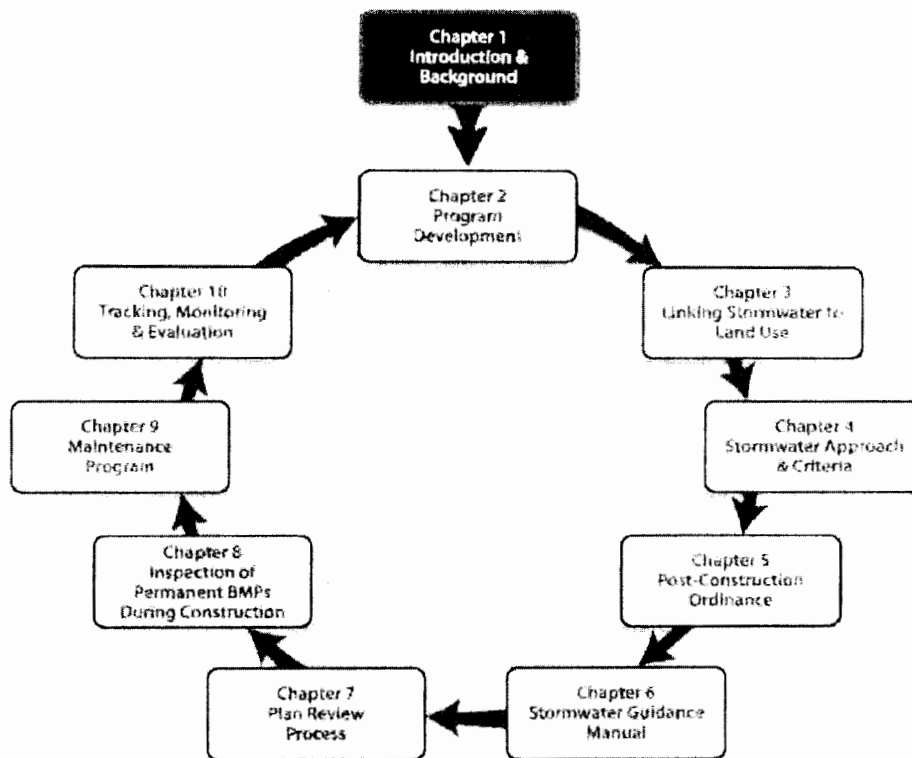 Chapter 1
Introduction &
Background
Chapter 2
Program
Development
Chapter 3
Linking Stormwater to
Land Use
Chapter 4
Stormwater Approach
& Criteria
Chapter 5
Post-Construction
Ordinance
Chapter 6
Stormwater Guidance
Manual
Chapter 7
Plan Review
Process
Chapter 8
Inspection of
Permanent BMPs
During Construction
Chapter 9
Maintenance
Program
Chapter 10
Tracking, Monitoring
& Evaluation